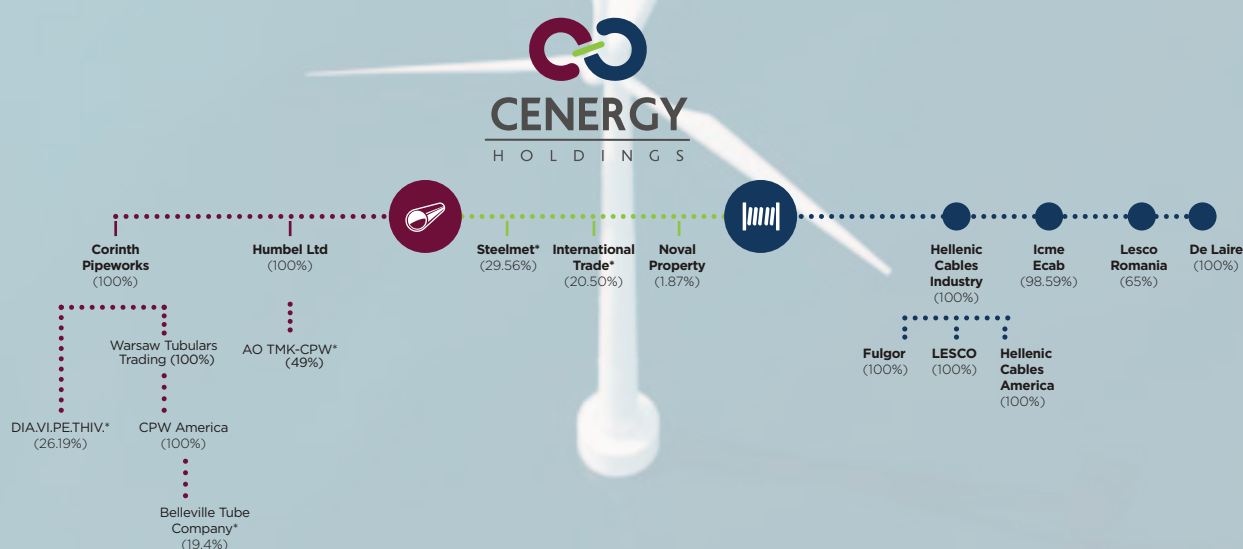 CENERGY
HOLDINGS
Corinth
Pipeworks
(100%)
Humbel Ltd
(100%)
Steelmet*
(29.56%)
International
Trade*
(20.50%)
Noval
Property
(1.87%)
Hellenic
Cables
Industry
(100%)
Icme
Ecab
(98.59%)
Lesco
Romania
(65%)
De Laire
(100%)
Warsaw Tubulars
Trading (100%)
AO TMK-CPW*
(49%)
Fulgor
(100%)
LESCO
(100%)
Hellenic
Cables
America
(100%)
DIA.VI.PE.THIV.*
(26.19%)
CPW America
(100%)
Belleville Tube
Company*
(19.4%)